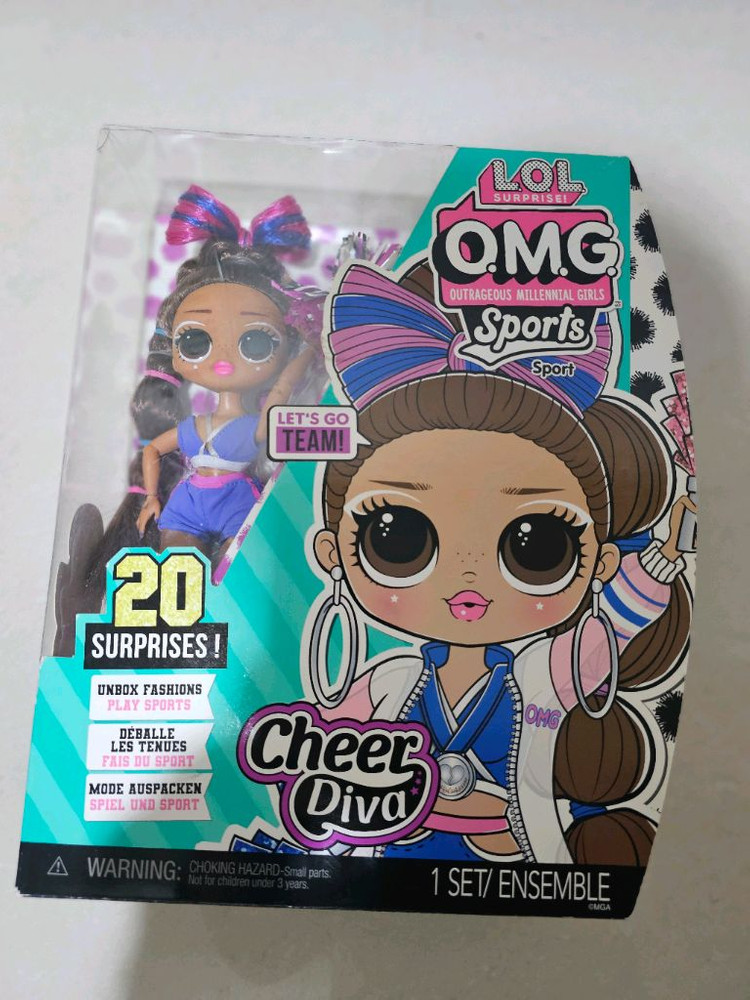 L.O.L.
SURPRISE!
O.M.G.
OUTRAGEOUS MILLENNIAL GIRLS
Sports
Sport
LET'S GO
TEAM!
20
SURPRISES!
UNBOX FASHIONS
PLAY SPORTS
DÉBALLE
LES TENUES
FAIS DU SPORT
MODE AUSPACKEN
SPIEL UND SPORT
OMG
Cheer
Diva
WARNING: CHOKING HAZARD-Small parts.
Not for children under 3 years.
1 SET/ ENSEMBLE
©MGA